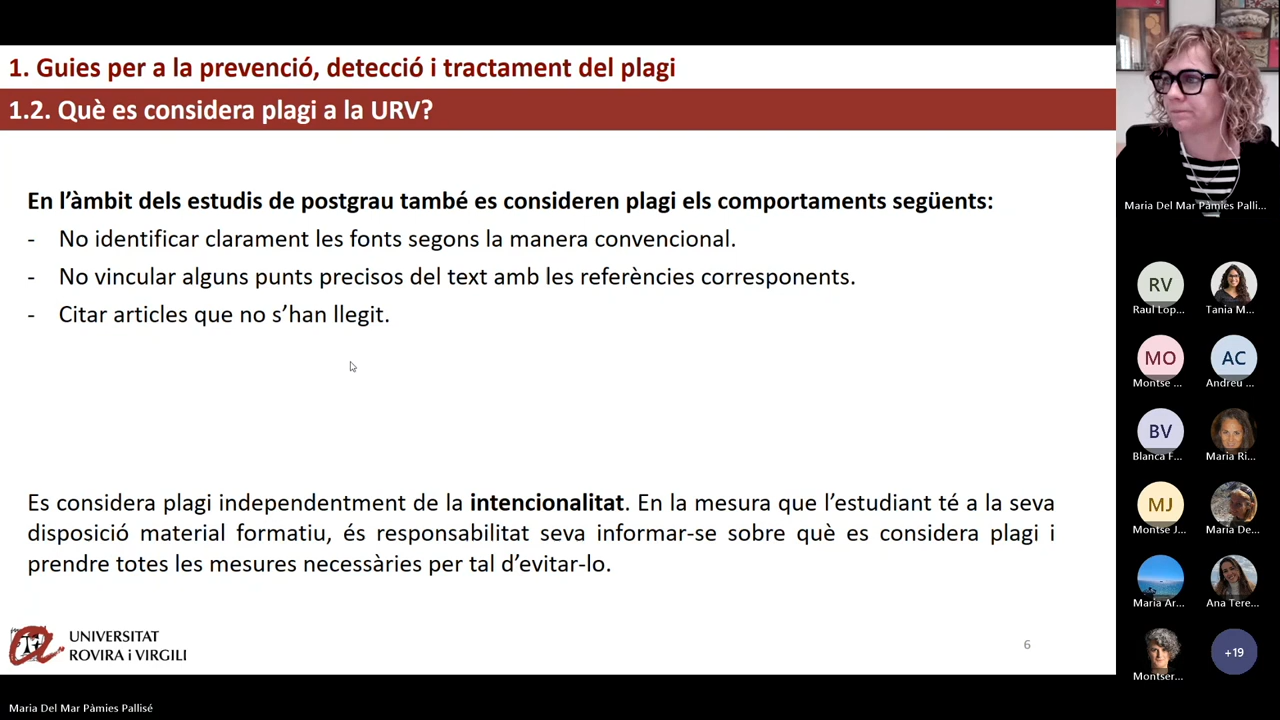 1. Guies per a la prevenció, detecció i tractament del plagi
1.2. Què es considera plagi a la URV?
En l’àmbit dels estudis de postgrau també es consideren plagi els comportaments següents:
- No identificar clarament les fonts segons la manera convencional.
- No vincular alguns punts precisos del text amb les referències corresponents.
- Citar articles que no s’han llegit.
Es considera plagi independentment de la intencionalitat. En la mesura que l’estudiant té a la seva
disposició material formatiu, és responsabilitat seva informar-se sobre què es considera plagi i
prendre totes les mesures necessàries per tal d’evitar-lo.
UNIVERSITAT
ROVIRA i VIRGILI
6
Maria Del Mar Pàmies Pallisé
Maria Del Mar Pàmies Palli...
RV
Raul Lop...
Tania M...
MO
Montse ...
AC
Andreu ...
BV
Blanca F...
Maria Ri...
MJ
Montse J...
Maria De...
Maria Ar...
Ana Tere...
Montser...
+19